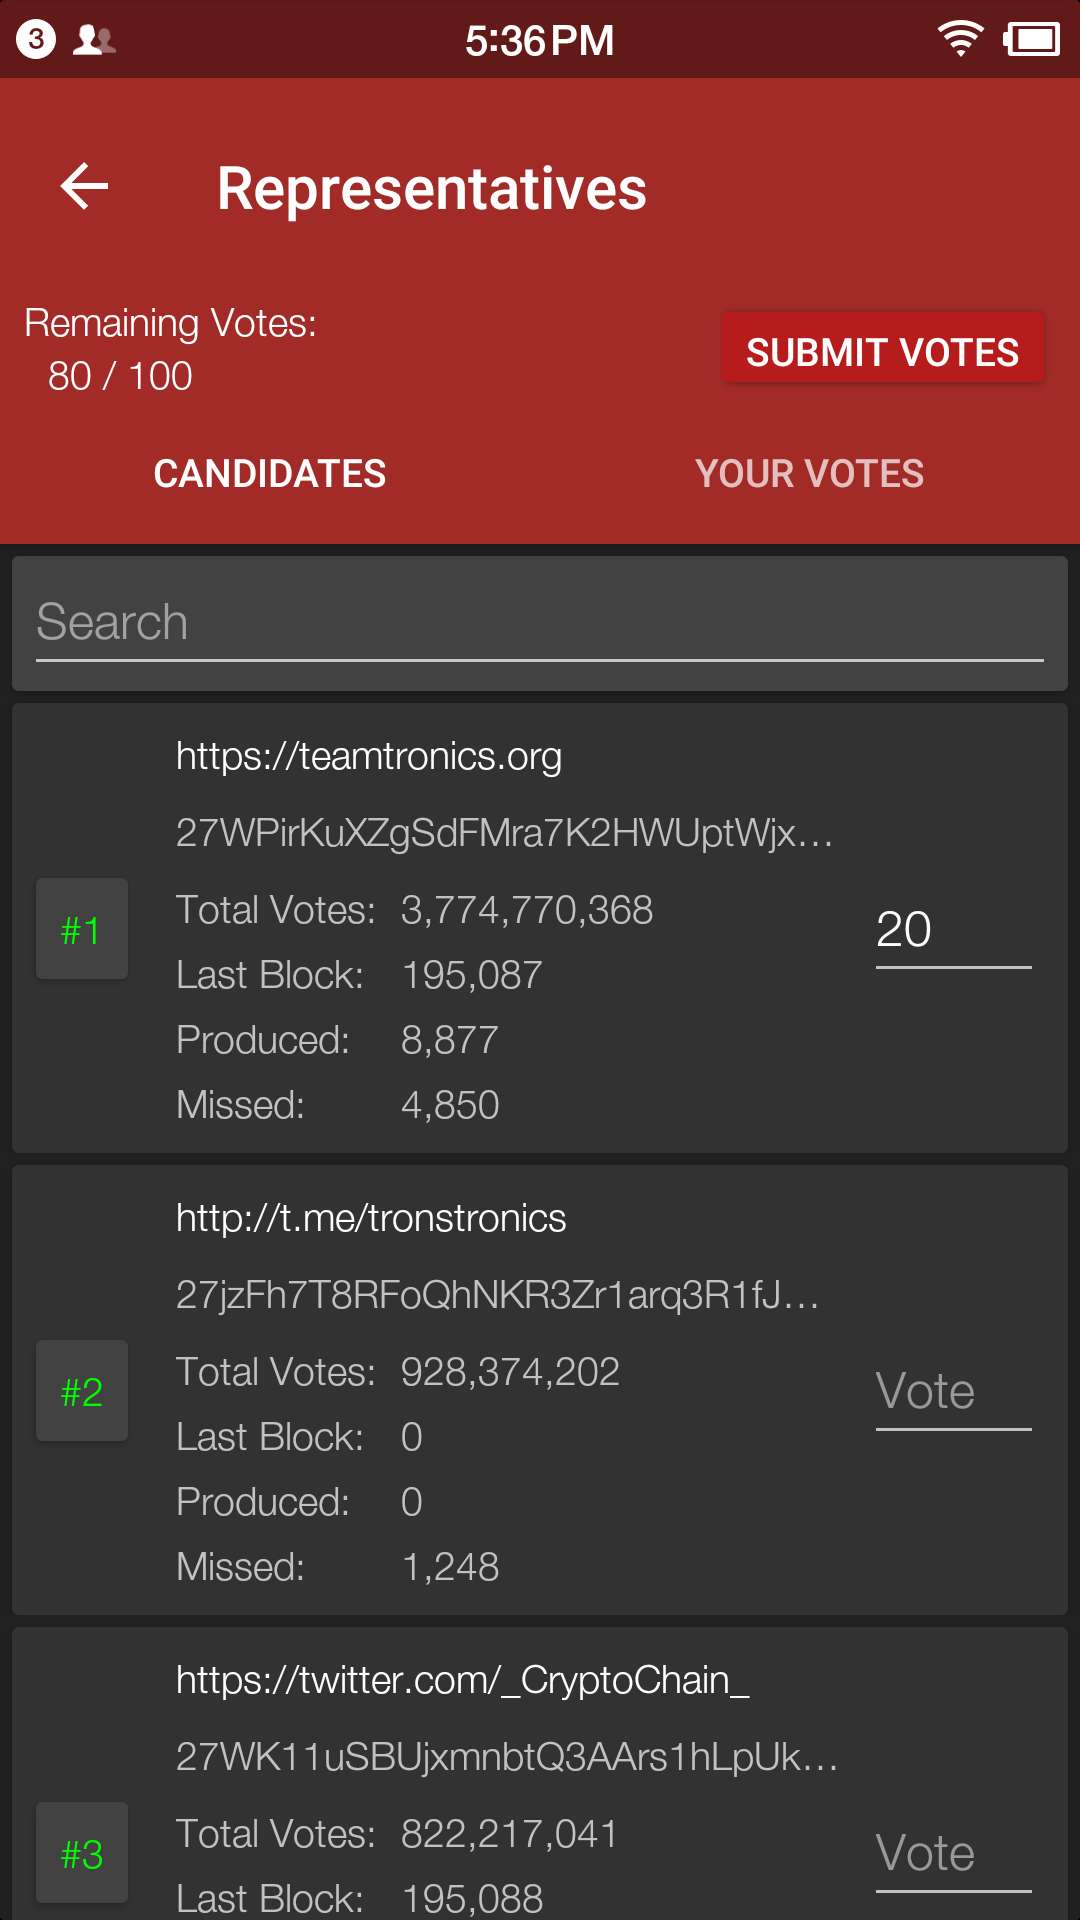 3
5:36 PM
Representatives
Remaining Votes:
80 / 100
SUBMIT VOTES
CANDIDATES
YOUR VOTES
Search
https://teamtronics.org
27WPirKuXZgSdFMra7K2HWUptWjx...
#1
Total Votes: 3,774,770,368
20
Last Block: 195,087
Produced: 8,877
Missed: 4,850
http://t.me/tronstronics
27jzFh7T8RFoQhNKR3Zr1arq3R1fJ...
#2
Total Votes: 928,374,202
Vote
Last Block: 0
Produced: 0
Missed: 1,248
https://twitter.com/_CryptoChain_
27WK11uSBUjxmnbtQ3AArs1hLpUk...
#3
Total Votes: 822,217,041
Vote
Last Block: 195,088